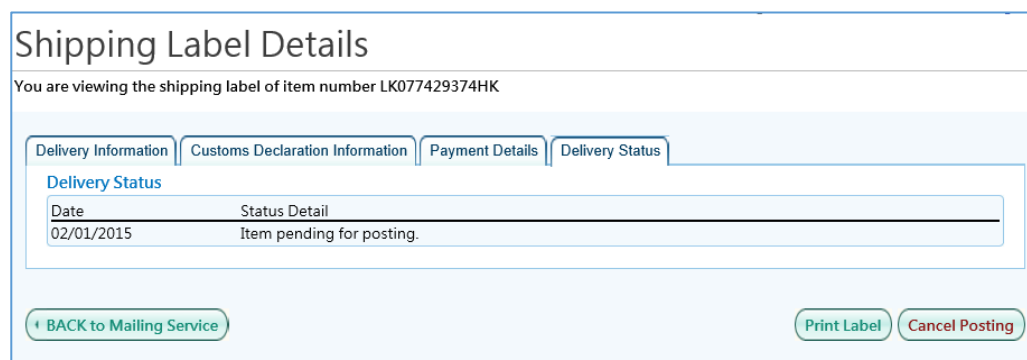 Shipping Label Details
You are viewing the shipping label of item number LK077429374HK
Delivery Information Customs Declaration Information Payment Details Delivery Status
Delivery Status
Date Status Detail
02/01/2015 Item pending for posting.
BACK to Mailing Service Print Label Cancel Posting